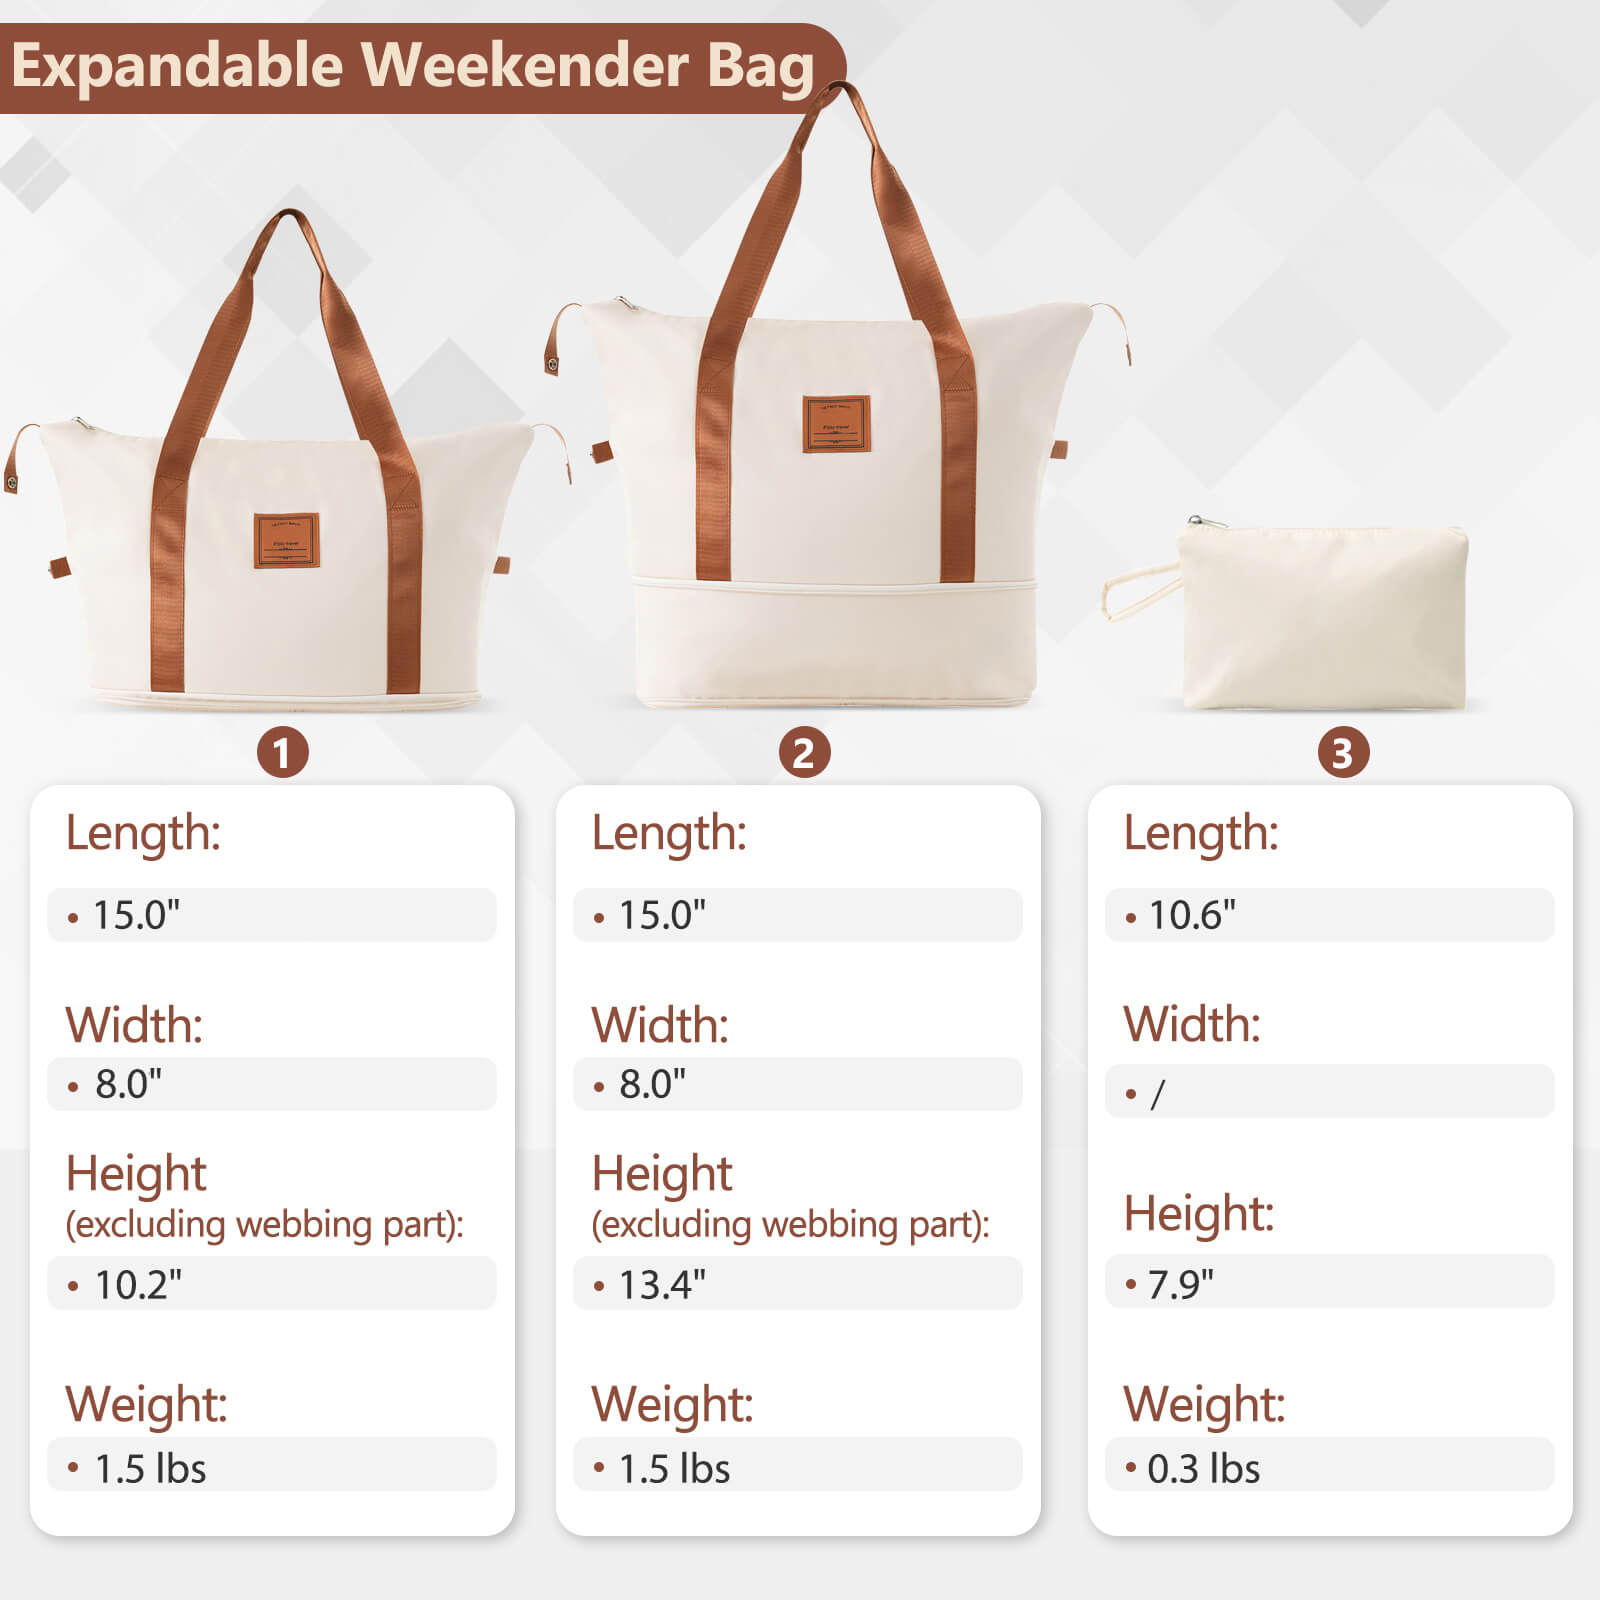 Expandable Weekender Bag
1
2
3
Length:
• 15.0"
Width:
• 8.0"
Height
(excluding webbing part):
• 10.2"
Weight:
• 1.5 lbs
Length:
• 15.0"
Width:
• 8.0"
Height
(excluding webbing part):
• 13.4"
Weight:
• 1.5 lbs
Length:
• 10.6"
Width:
• /
Height:
• 7.9"
Weight:
• 0.3 lbs